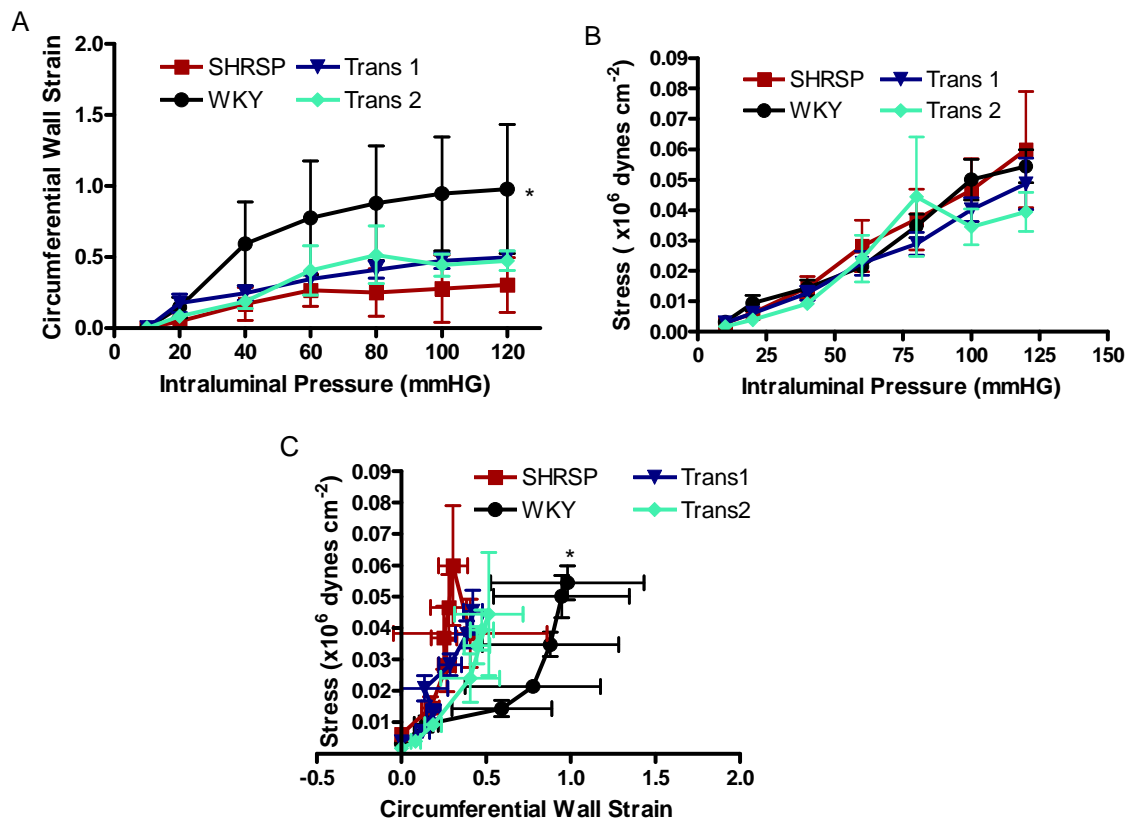 A
Circumferential Wall Strain
2.0
1.5
1.0
0.5
0.0
SHRSP
WKY
Trans 1
Trans 2
*
0 20 40 60 80 100 120
Intraluminal Pressure (mmHG)
B
Stress ( x10⁶ dynes cm⁻²)
0.09
0.08
0.07
0.06
0.05
0.04
0.03
0.02
0.01
0.00
SHRSP
WKY
Trans 1
Trans 2
0 25 50 75 100 125 150
Intraluminal Pressure (mmHG)
C
Stress (x10⁶ dynes cm⁻²)
0.09
0.08
0.07
0.06
0.05
0.04
0.03
0.02
0.01
SHRSP
WKY
Trans1
Trans2
*
-0.5 0.0 0.5 1.0 1.5 2.0
Circumferential Wall Strain